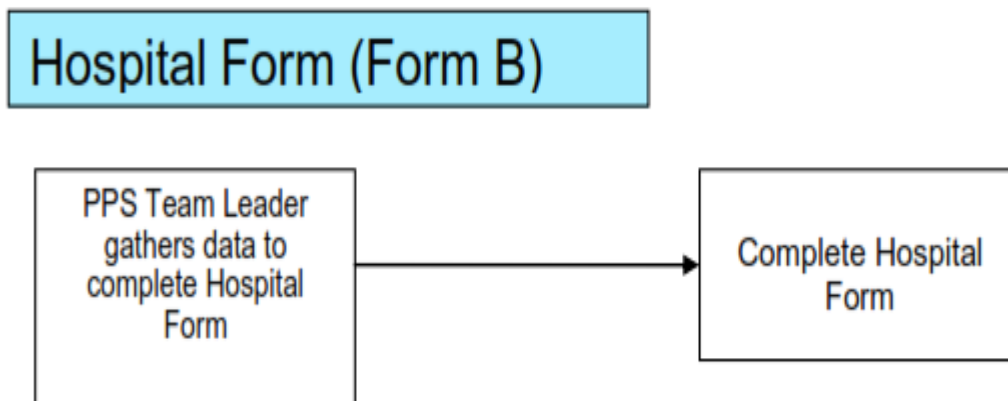 Hospital Form (Form B)
PPS Team Leader
gathers data to
complete Hospital
Form
Complete Hospital
Form